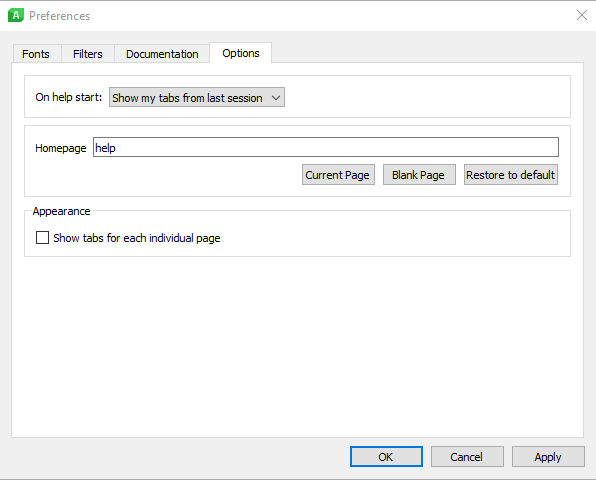 A Preferences
Fonts Filters Documentation Options
On help start: Show my tabs from last session
Homepage help
Current Page Blank Page Restore to default
Appearance
Show tabs for each individual page
OK Cancel Apply